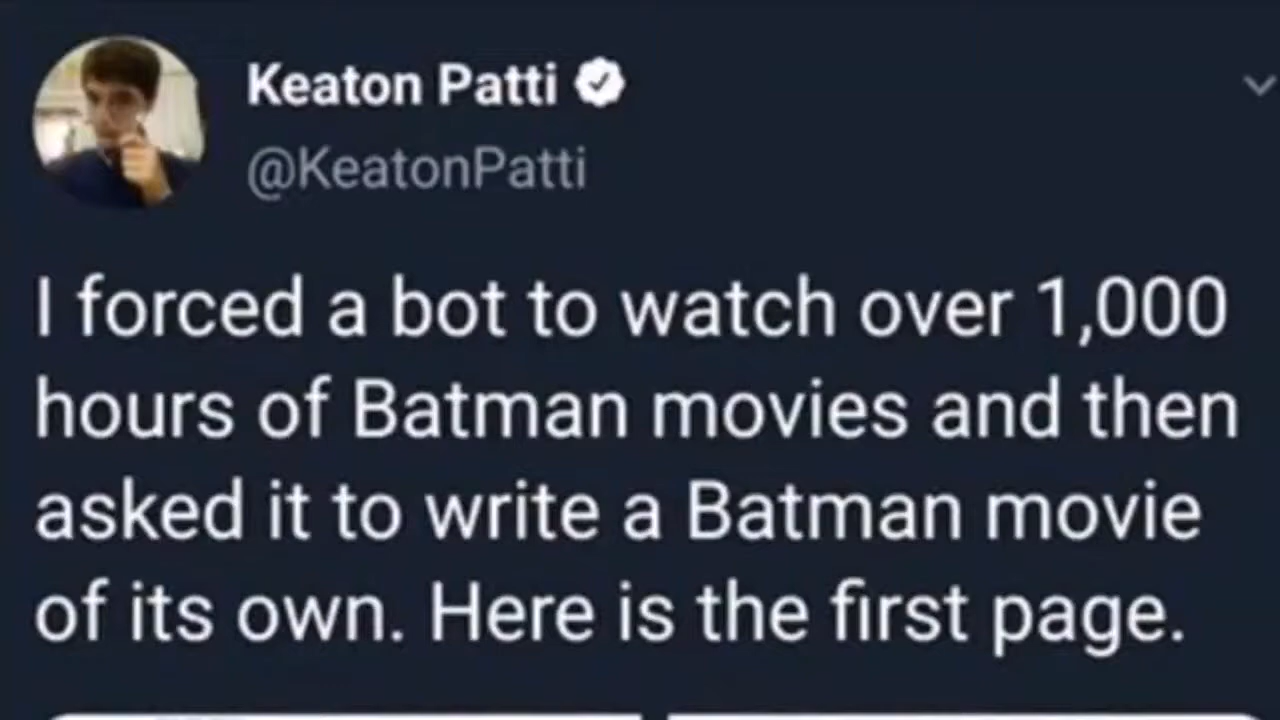 Keaton Patti
@KeatonPatti
I forced a bot to watch over 1,000
hours of Batman movies and then
asked it to write a Batman movie
of its own. Here is the first page.